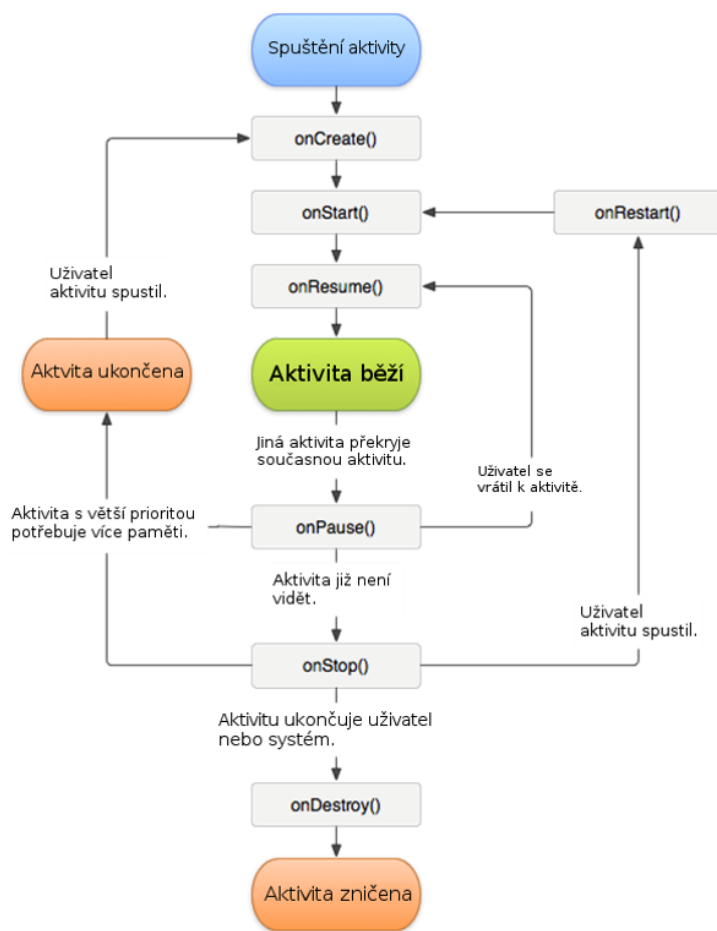 Spuštění aktivity
onCreate()
onStart()
onRestart()
Uživatel
aktivitu spustil.
onResume()
Aktvita ukončena
Aktivita běží
Jiná aktivita překryje
současnou aktivitu.
Uživatel se
vrátil k aktivitě.
Aktivita s větší prioritou
potřebuje více paměti.
onPause()
Aktivita již není
vidět.
Uživatel
aktivitu spustil.
onStop()
Aktivitu ukončuje uživatel
nebo systém.
onDestroy()
Aktivita zničena